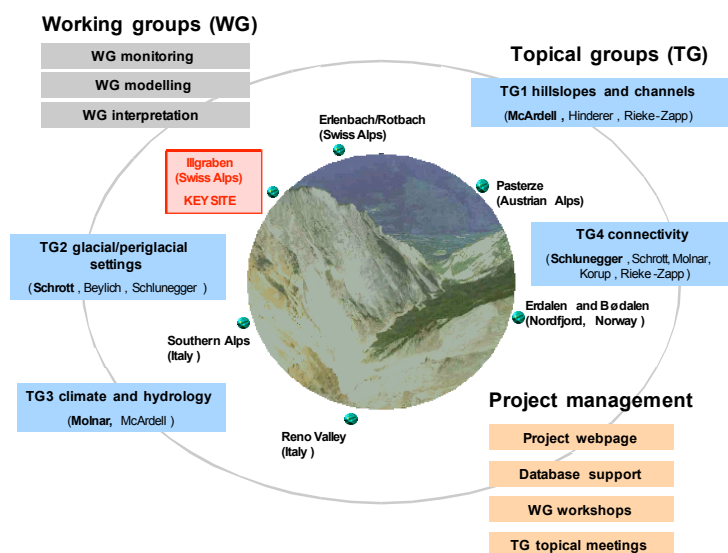 Working groups (WG)
WG monitoring
WG modelling
WG interpretation
Topical groups (TG)
TG1 hillslopes and channels
(McArdell , Hinderer , Rieke-Zapp)
Erlenbach/Rotbach
(Swiss Alps)
Illgraben
(Swiss Alps)
KEY SITE
Pasterze
(Austrian Alps)
TG2 glacial/periglacial
settings
(Schrott , Beylich , Schlunegger )
TG4 connectivity
(Schlunegger , Schrott, Molnar,
Korup , Rieke -Zapp)
Erdalen and Bødalen
(Nordfjord, Norway )
Southern Alps
(Italy )
TG3 climate and hydrology
(Molnar, McArdell )
Reno Valley
(Italy )
Project management
Project webpage
Database support
WG workshops
TG topical meetings